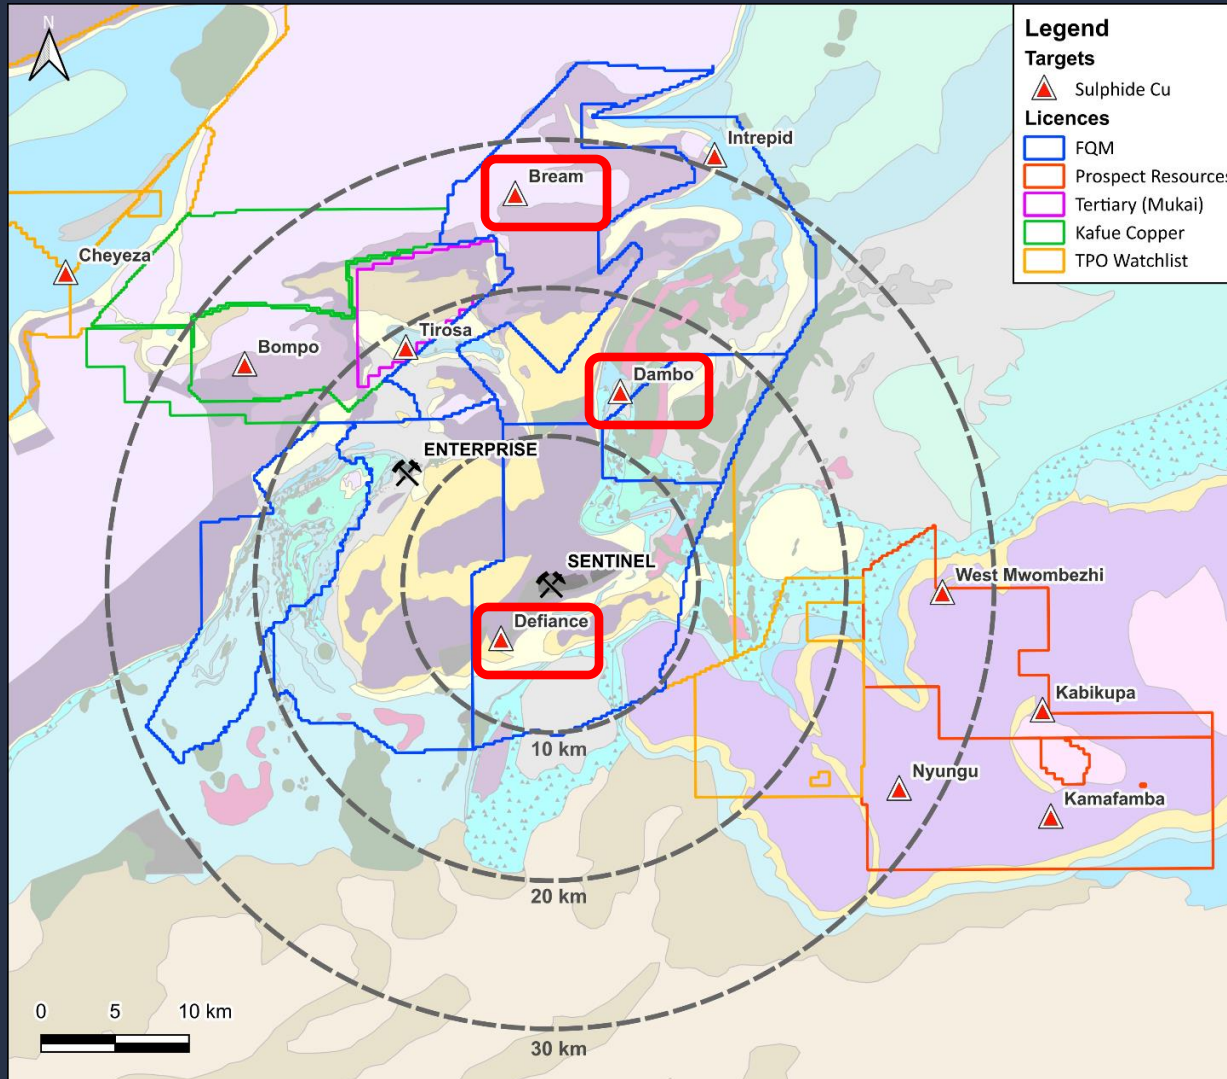 N
Legend
Targets
Sulphide Cu
Licences
FQM
Prospect Resources
Tertiary (Mukai)
Kafue Copper
TPO Watchlist
Intrepid
Bream
Cheyeza
Tirosa
Bompo
Dambo
ENTERPRISE
SENTINEL
West Mwombezhi
Defiance
Kabikupa
10 km
Nyungu
Kamafamba
20 km
0 5 10 km
30 km